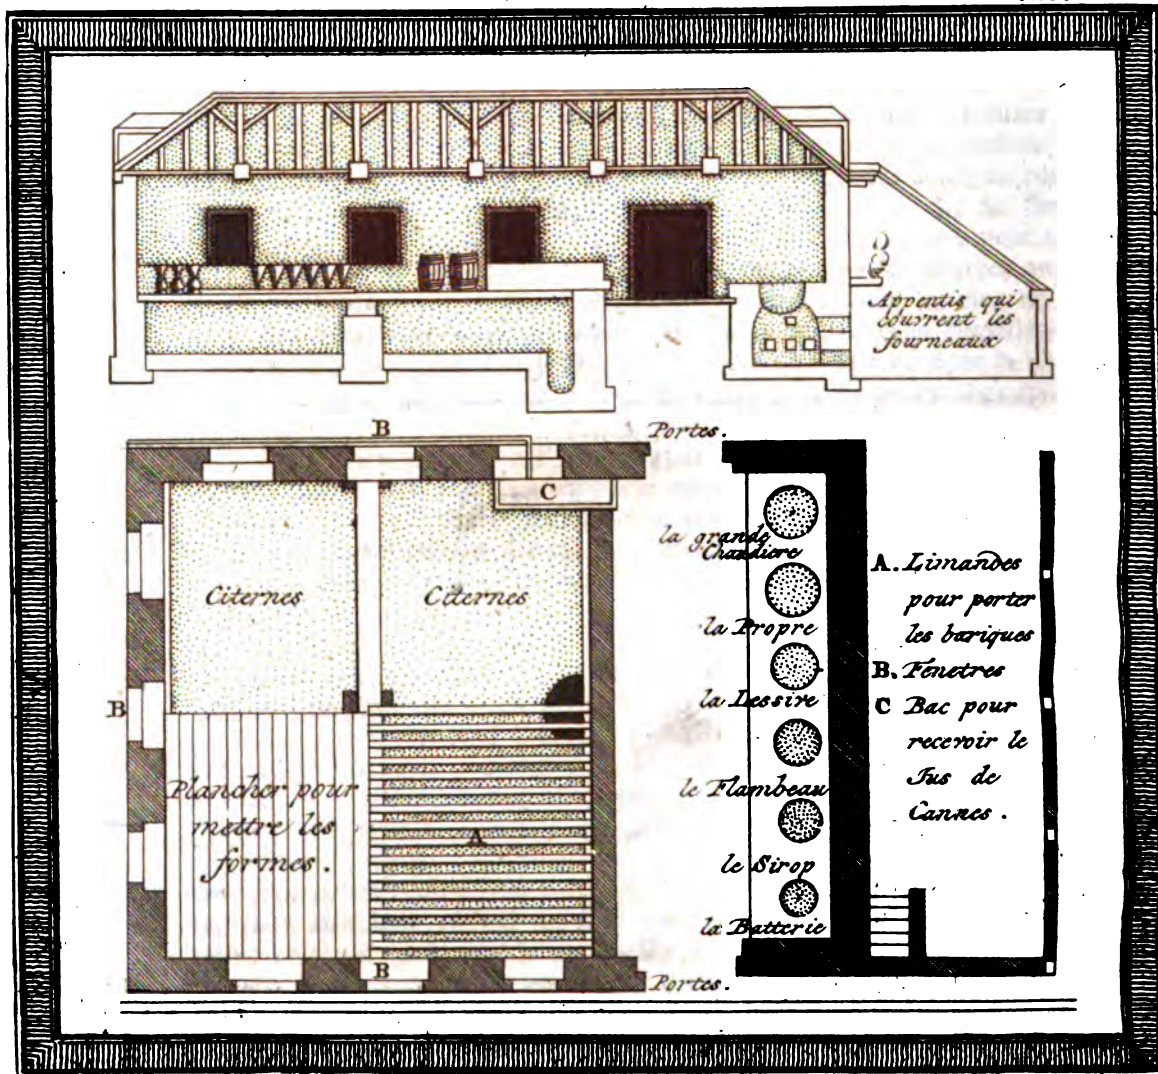 Appentis qui
couvrent les
fourneaux
B
Portes.
C
Citernes
Citernes
B
Plancher pour
mettre les
formes.
A
B
Portes.
la grande
Chaudiere
la Propre
la Lessire
le Flambeau
le Sirop
la Batterie
A. Limandes
pour porter
les bariques
B. Fenetres
C Bac pour
recevoir le
Jus de
Cannes.